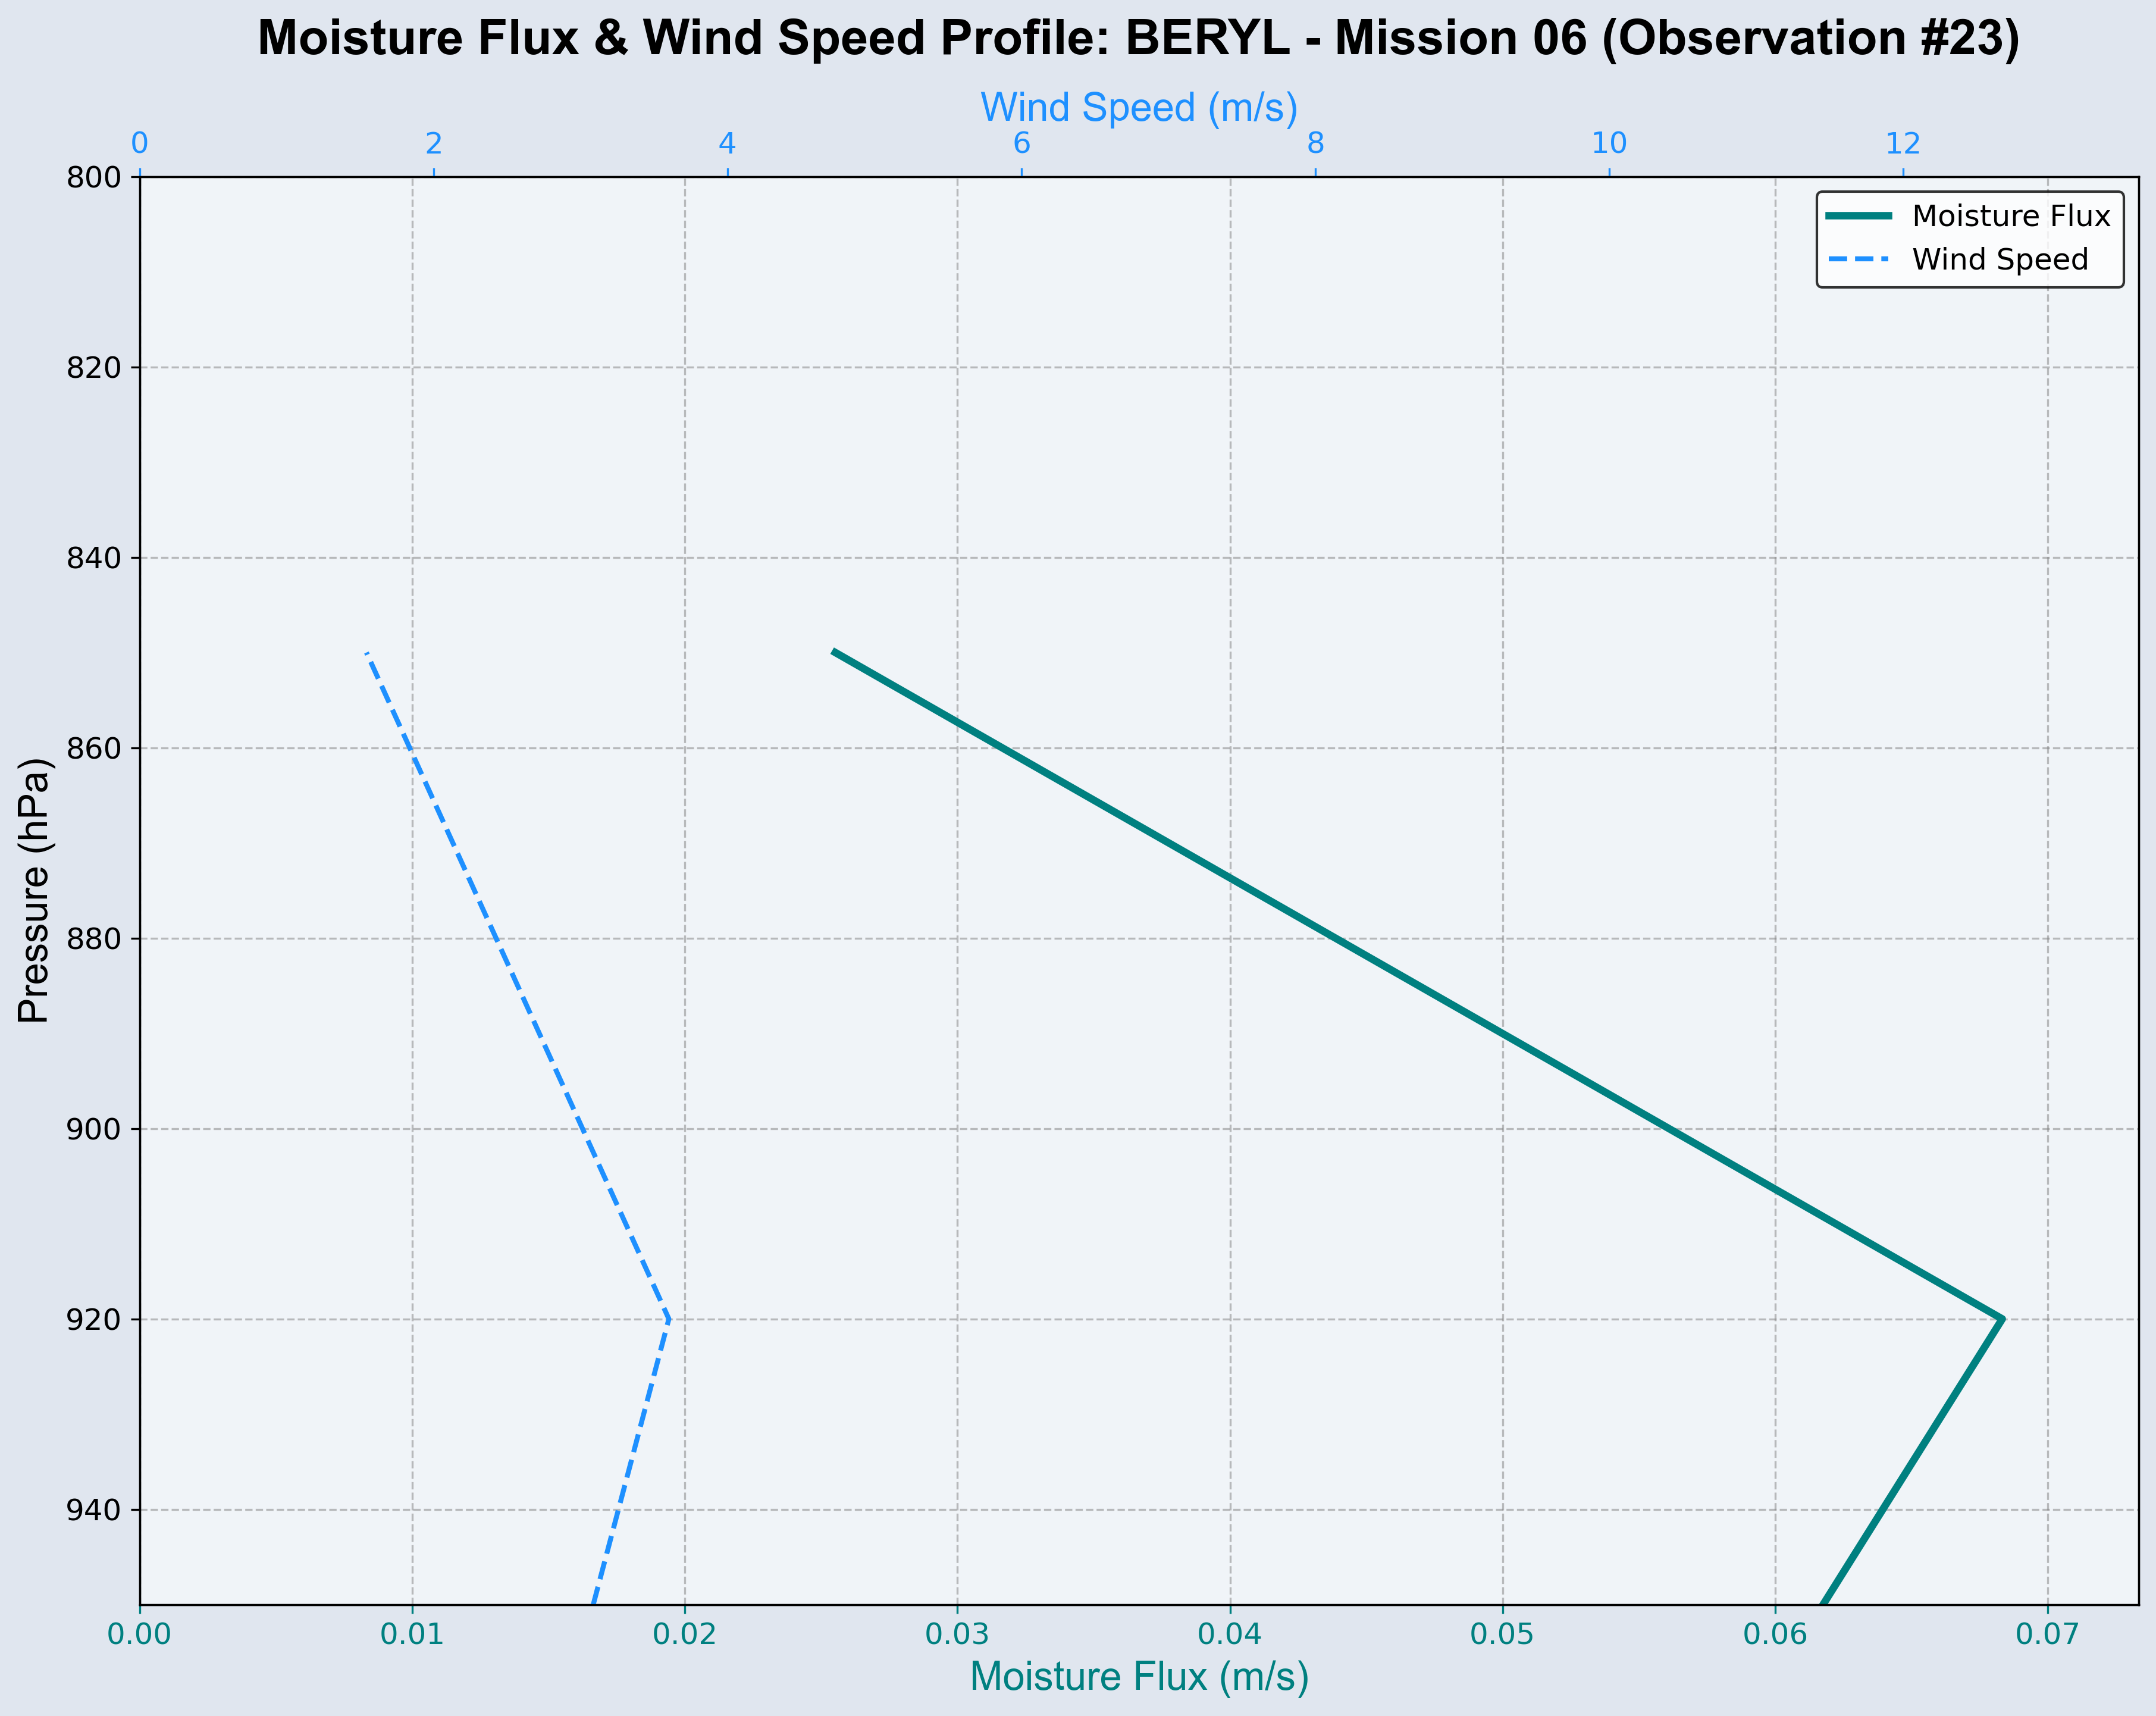 Moisture Flux & Wind Speed Profile: BERYL - Mission 06 (Observation #23)
Wind Speed (m/s)
0 2 4 6 8 10 12
Moisture Flux
Wind Speed
Pressure (hPa)
800
820
840
860
880
900
920
940
0.00 0.01 0.02 0.03 0.04 0.05 0.06 0.07
Moisture Flux (m/s)